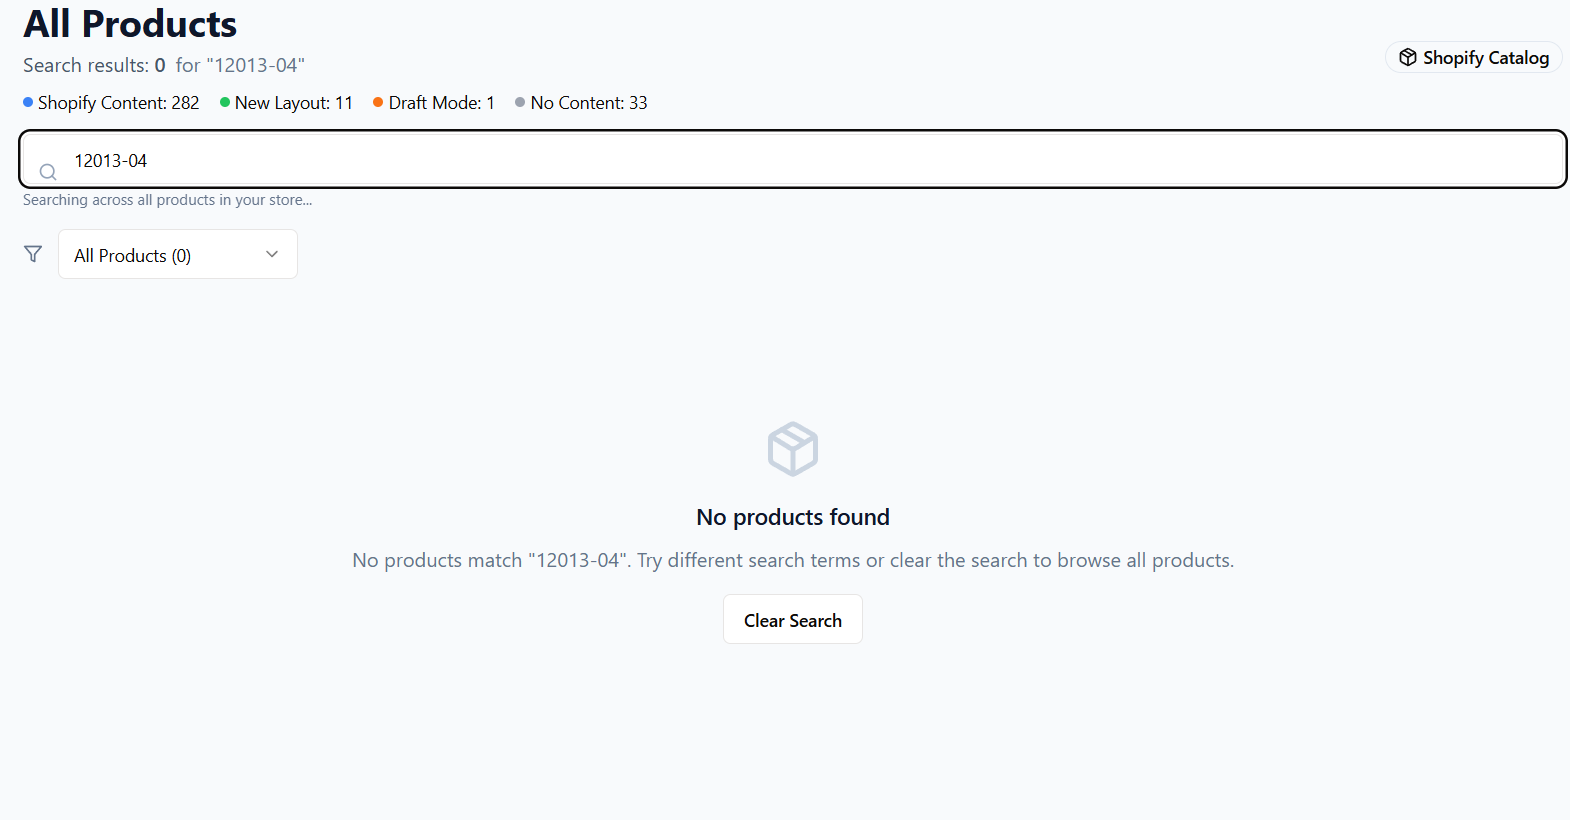 All Products
Search results: 0 for "12013-04"
Shopify Catalog
Shopify Content: 282 New Layout: 11 Draft Mode: 1 No Content: 33
12013-04
Searching across all products in your store...
All Products (0)
No products found
No products match "12013-04". Try different search terms or clear the search to browse all products.
Clear Search